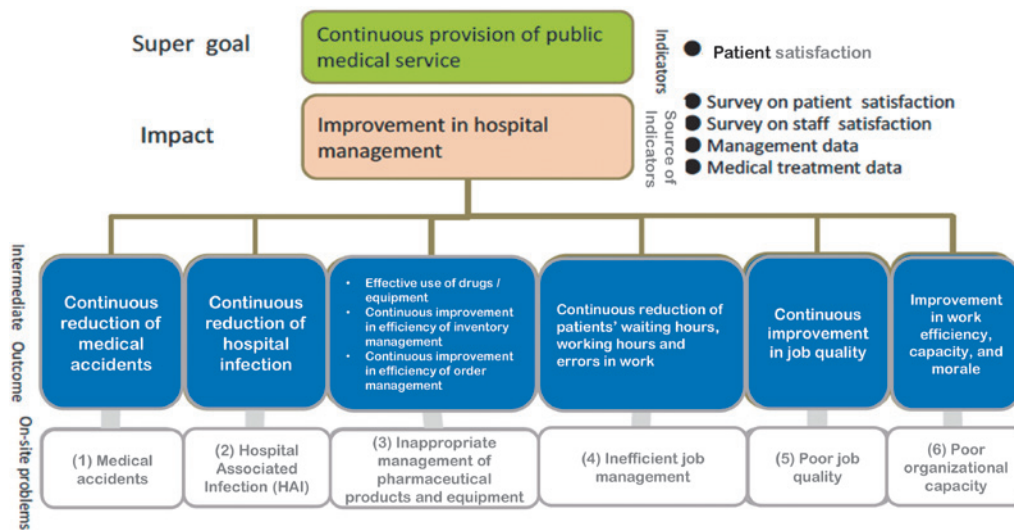 Super goal
Continuous provision of public
medical service
Indicators
● Patient satisfaction
Impact
Improvement in hospital
management
Source of
Indicators
● Survey on patient satisfaction
● Survey on staff satisfaction
● Management data
● Medical treatment data
Intermediate Outcome
Continuous
reduction of
medical
accidents
Continuous
reduction of
hospital
infection
• Effective use of drugs /
equipment
• Continuous improvement
in efficiency of inventory
management
• Continuous improvement
in efficiency of order
management
Continuous reduction of
patients’ waiting hours,
working hours and
errors in work
Continuous
improvement
in job quality
Improvement
in work
efficiency,
capacity, and
morale
On-site problems
(1) Medical
accidents
(2) Hospital
Associated
Infection (HAI)
(3) Inappropriate
management of
pharmaceutical
products and equipment
(4) Inefficient job
management
(5) Poor job
quality
(6) Poor
organizational
capacity